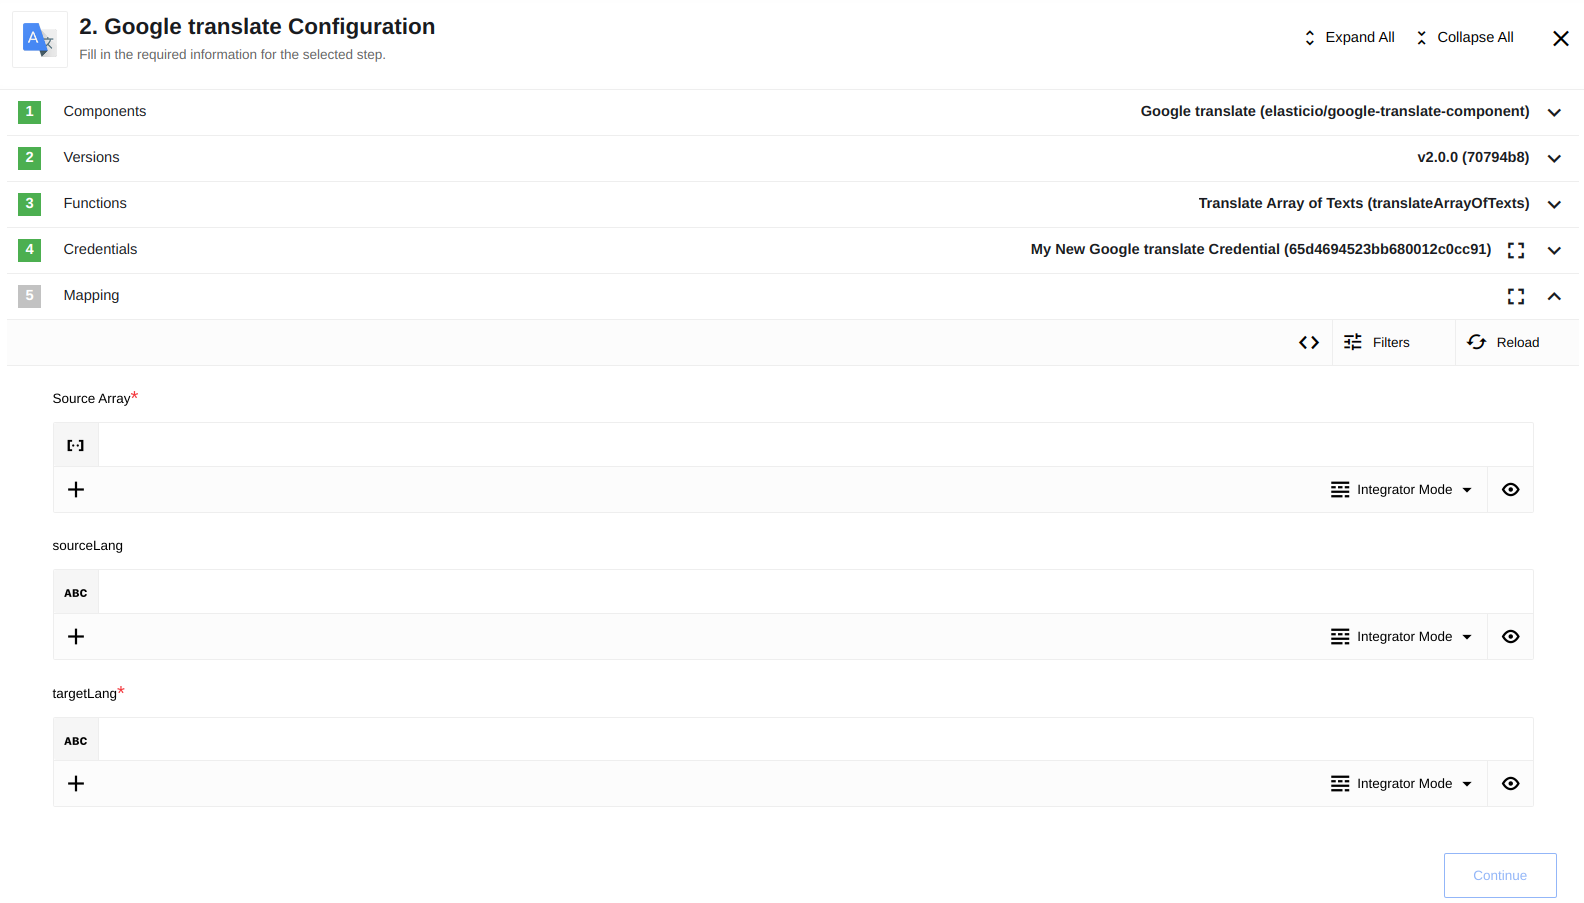 2. Google translate Configuration
Fill in the required information for the selected step.
Expand All
Collapse All
1 Components Google translate (elasticio/google-translate-component)
2 Versions v2.0.0 (70794b8)
3 Functions Translate Array of Texts (translateArrayOfTexts)
4 Credentials My New Google translate Credential (65d4694523bb680012c0cc91)
5 Mapping
Filters Reload
Source Array*
Integrator Mode
sourceLang
ABC
Integrator Mode
targetLang*
ABC
Integrator Mode
Continue